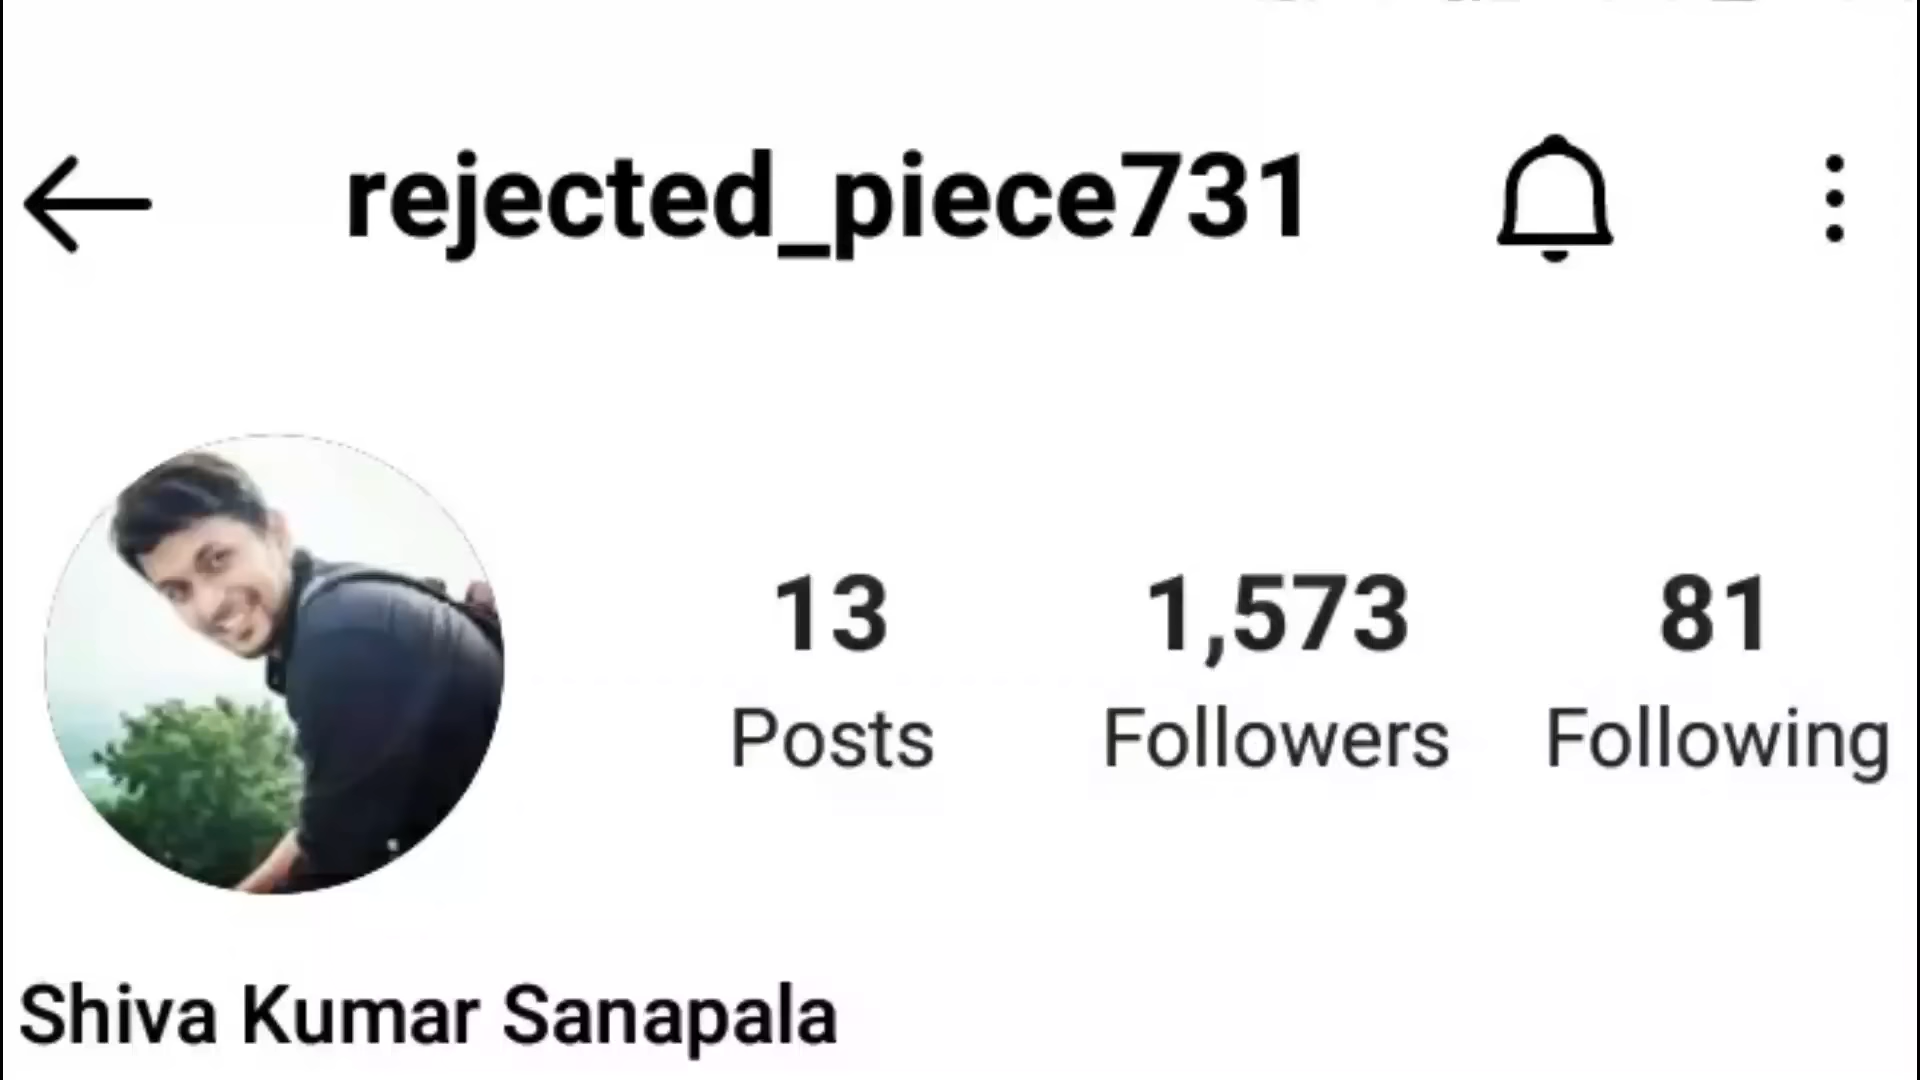 rejected_piece731
13 1,573 81
Posts Followers Following
Shiva Kumar Sanapala